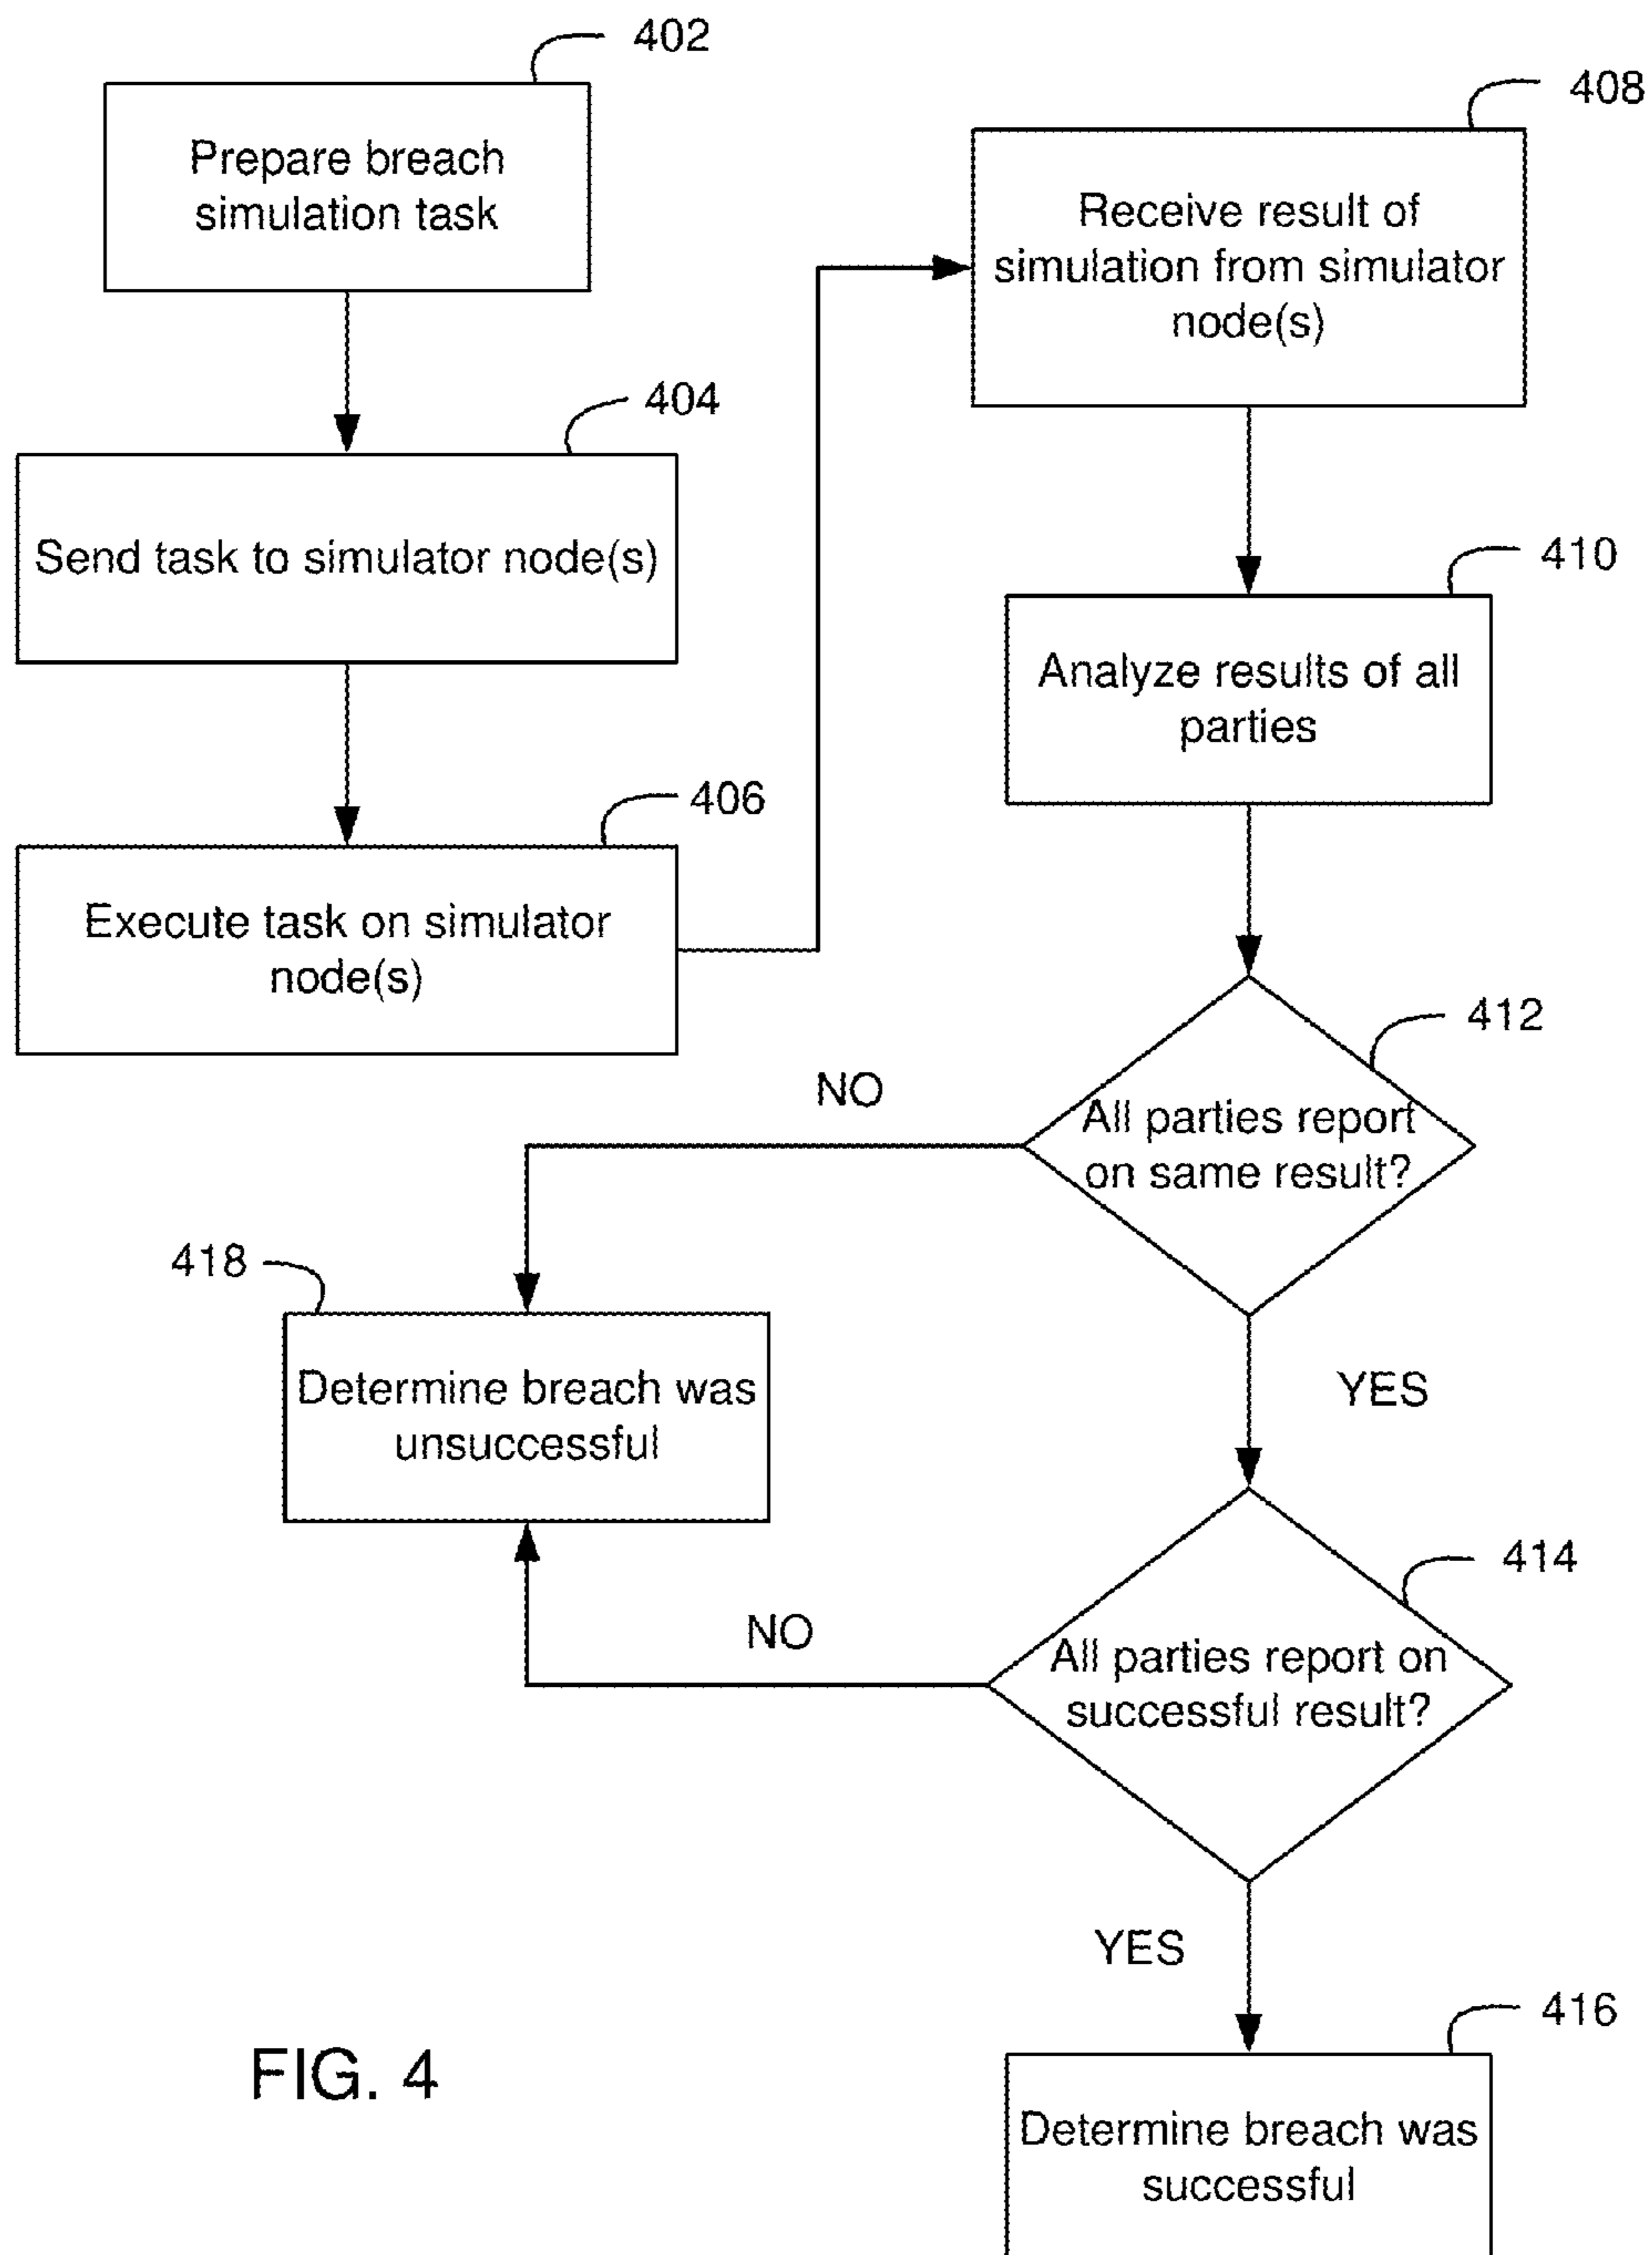 402
Prepare breach
simulation task
404
Send task to simulator node(s)
406
Execute task on simulator
node(s)
408
Receive result of
simulation from simulator
node(s)
410
Analyze results of all
parties
412
All parties report
on same result?
NO
YES
418
Determine breach was
unsuccessful
414
All parties report on
successful result?
NO
YES
416
Determine breach was
successful
FIG. 4